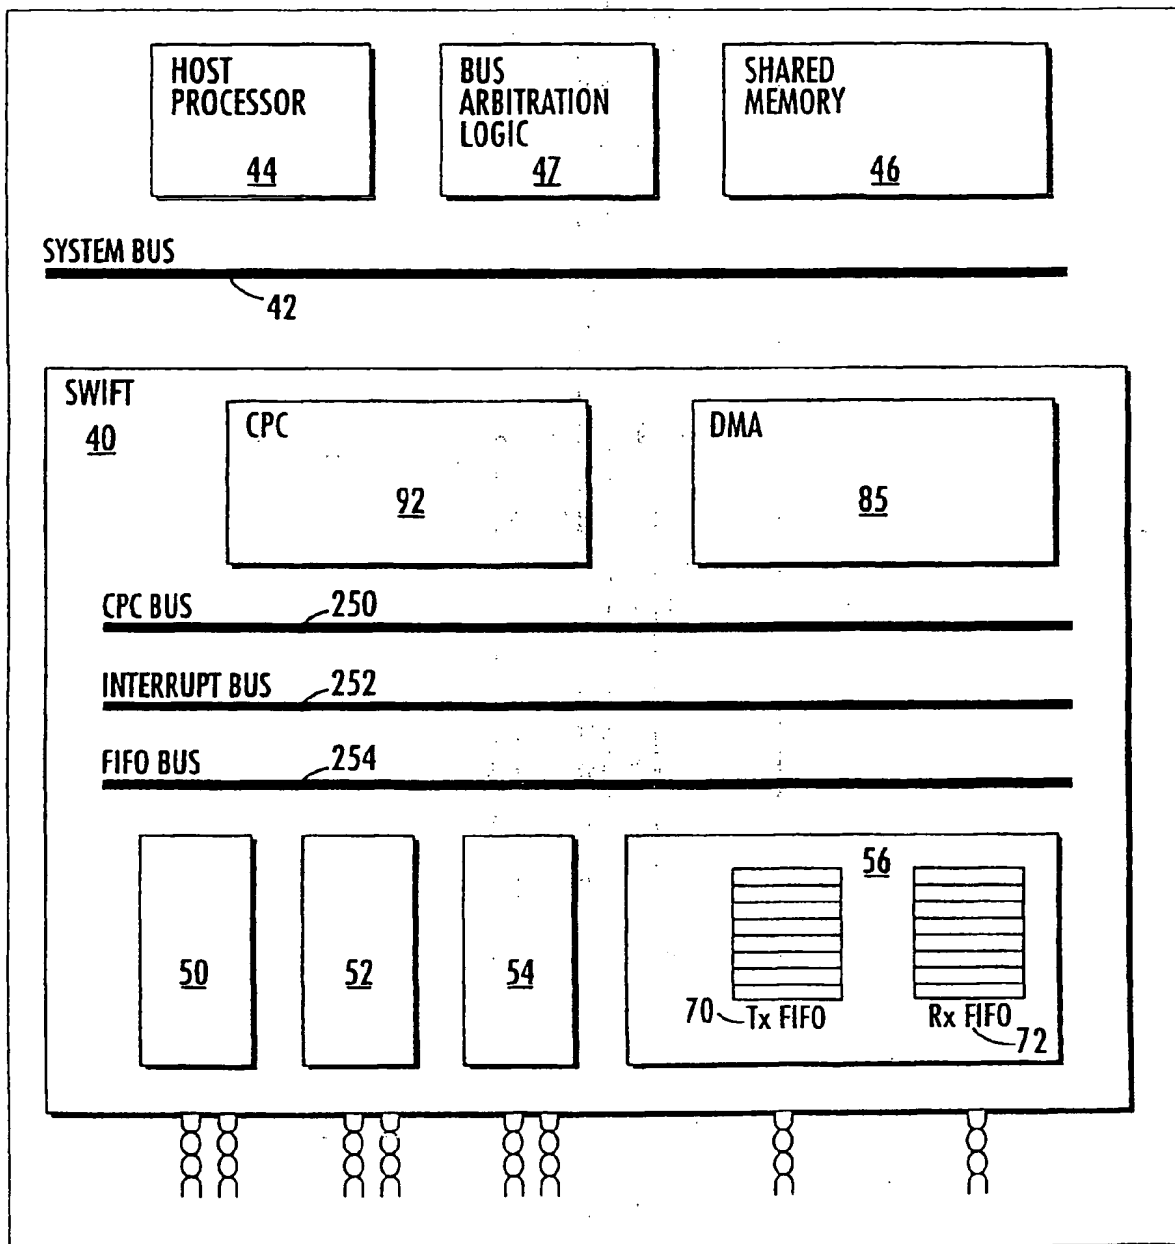 HOST
PROCESSOR
44
BUS
ARBITRATION
LOGIC
47
SHARED
MEMORY
46
SYSTEM BUS
42
SWIFT
40
CPC
92
DMA
85
CPC BUS
250
INTERRUPT BUS
252
FIFO BUS
254
50
52
54
56
70
Tx FIFO
Rx FIFO
72